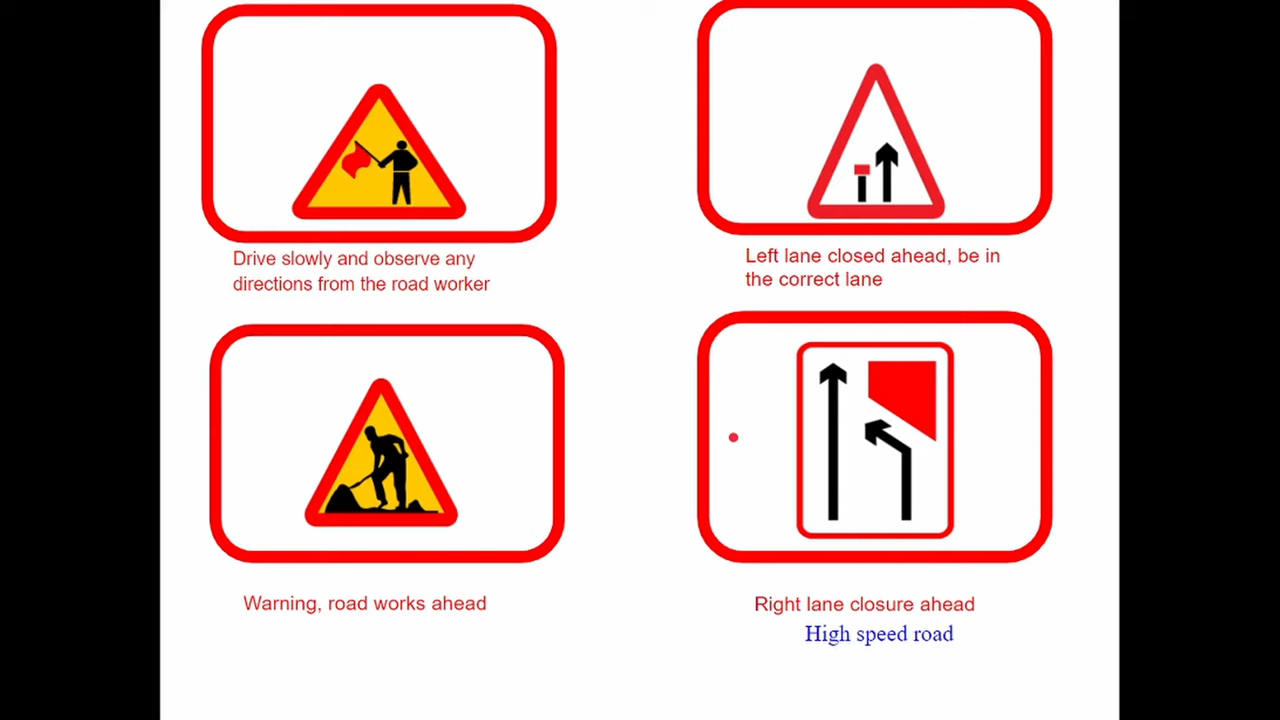 Drive slowly and observe any
directions from the road worker
Left lane closed ahead, be in
the correct lane
Warning, road works ahead
Right lane closure ahead
High speed road